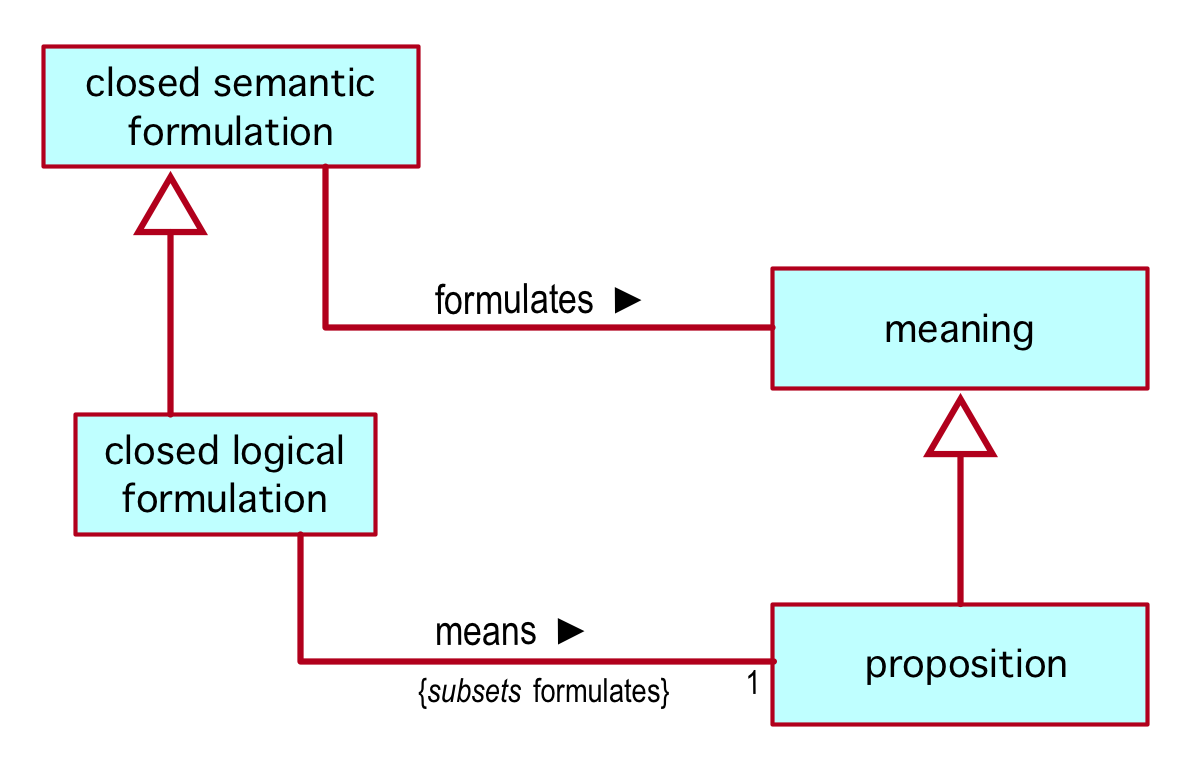 closed semantic
formulation
formulates ►
meaning
closed logical
formulation
means ►
{subsets formulates}
1
proposition